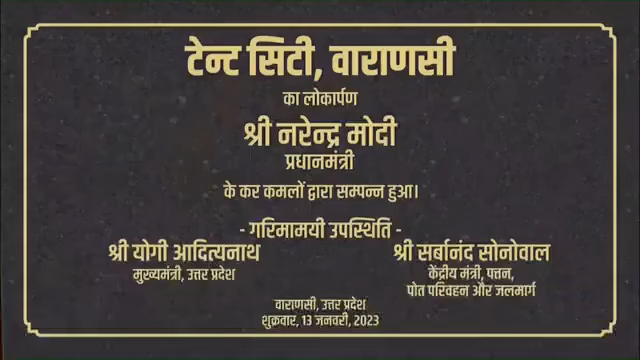 टेन्ट सिटी, वाराणसी
का लोकार्पण
श्री नरेन्द्र मोदी
प्रधानमंत्री
के कर कमलों द्वारा सम्पन्न हुआ।
- गरिमामयी उपस्थिति -
श्री योगी आदित्यनाथ
मुख्यमंत्री, उत्तर प्रदेश
श्री सर्बानंद सोनोवाल
केंद्रीय मंत्री, पत्तन,
पोत परिवहन और जलमार्ग
वाराणसी, उत्तर प्रदेश
शुक्रवार, 13 जनवरी, 2023